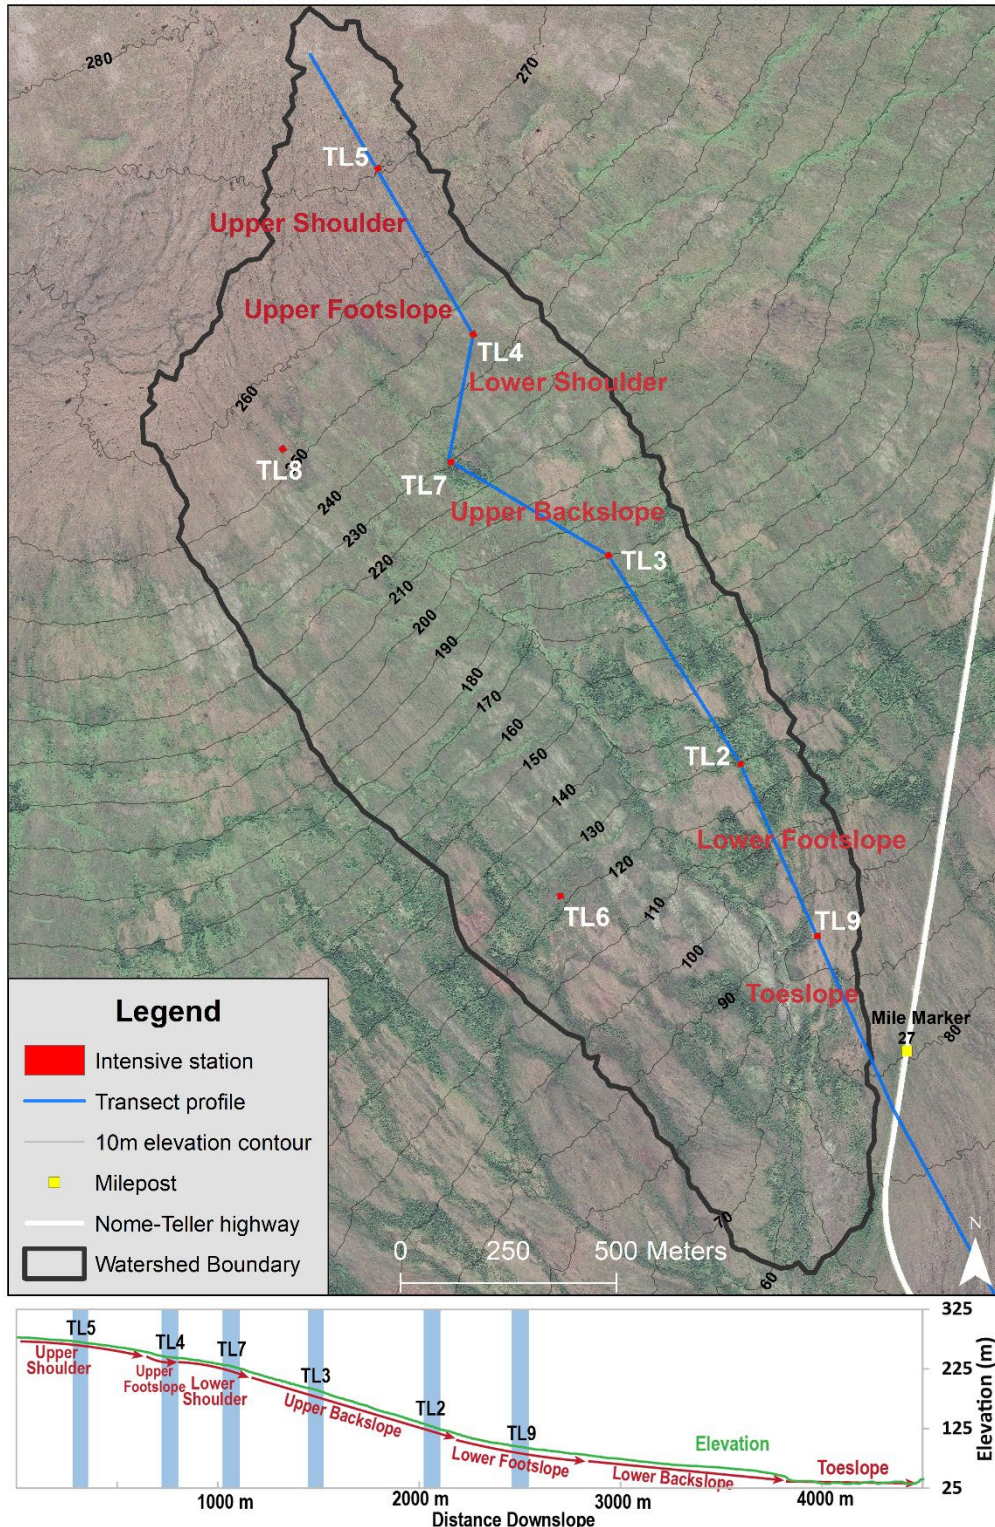 280
270
TL5
Upper Shoulder
Upper Footslope
TL4
Lower Shoulder
260
TL8
250
TL7
240
Upper Backslope
230
TL3
220
210
200
190
180
170
160
TL2
150
140
130
Lower Footslope
120
TL6
110
TL9
100
90
Toeslope
Mile Marker
27
80
70
60
Legend
Intensive station
Transect profile
10m elevation contour
Milepost
Nome-Teller highway
Watershed Boundary
0 250 500 Meters
N
325
225
125
25
Elevation (m)
TL5
TL4
TL7
TL3
TL2
TL9
Upper
Shoulder
Upper
Footslope
Lower
Shoulder
Upper Backslope
Lower Footslope
Lower Backslope
Elevation
Toeslope
1000 m 2000 m 3000 m 4000 m
Distance Downslope